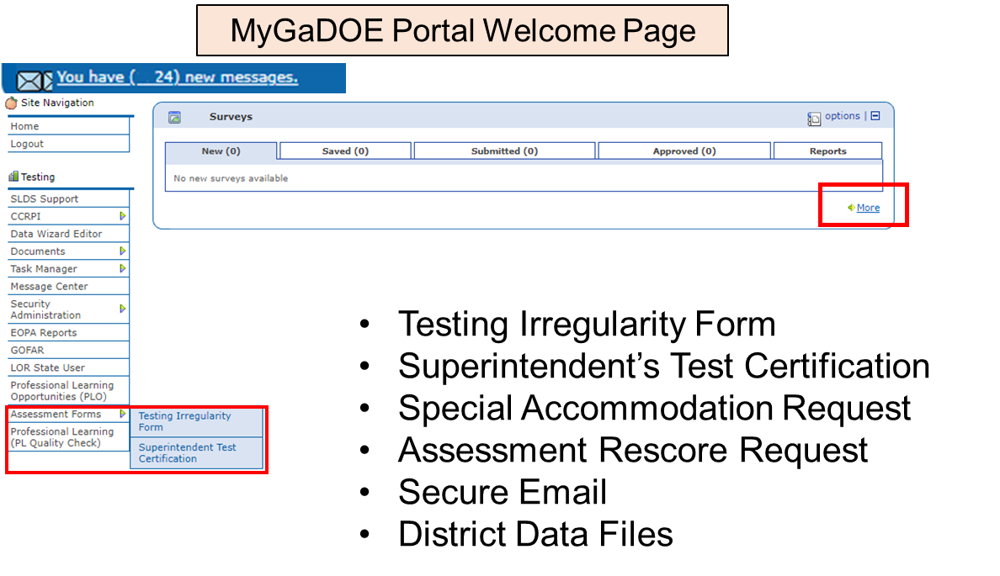 MyGaDOE Portal Welcome Page
You have ( 24) new messages.
Site Navigation
Home
Logout
Testing
SLDS Support
CCRPI
Data Wizard Editor
Documents
Task Manager
Message Center
Security
Administration
EOPA Reports
GOFAR
LOR State User
Professional Learning
Opportunities (PLO)
Assessment Forms
Professional Learning
(PL Quality Check)
Testing Irregularity
Form
Superintendent Test
Certification
Surveys
options |
New (0) Saved (0) Submitted (0) Approved (0) Reports
No new surveys available
More
• Testing Irregularity Form
• Superintendent’s Test Certification
• Special Accommodation Request
• Assessment Rescore Request
• Secure Email
• District Data Files